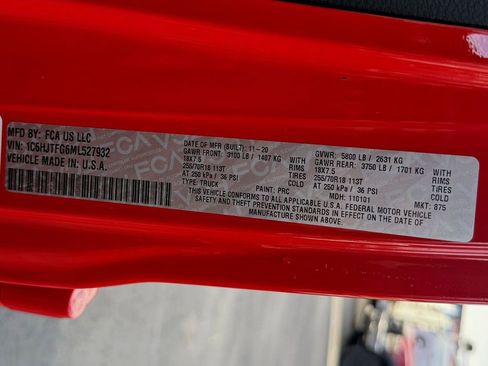 MFD BY: FCA US LLC
VIN: 1C6HJTFG6ML527932
VEHICLE MADE IN U.S.A.
DATE OF MFR (BUILT): 11-20
GAWR FRONT: 3100 LB / 1407 KG WITH
18X7.5 RIMS
255/70R18 113T TIRES
AT 250 kPa / 36 PSI COLD
TYPE: TRUCK PAINT: PRC
GVWR: 5800 LB / 2631 KG
GAWR REAR: 3750 LB / 1701 KG WITH
18X7.5 RIMS
255/70R18 113T TIRES
AT 250 kPa / 36 PSI COLD
MDH: 110101 MKT: 875
THIS VEHICLE CONFORMS TO ALL APPLICABLE U.S.A. FEDERAL MOTOR VEHICLE
SAFETY AND THEFT PREVENTION STANDARDS IN EFFECT ON THE DATE OF
MANUFACTURE SHOWN ABOVE.